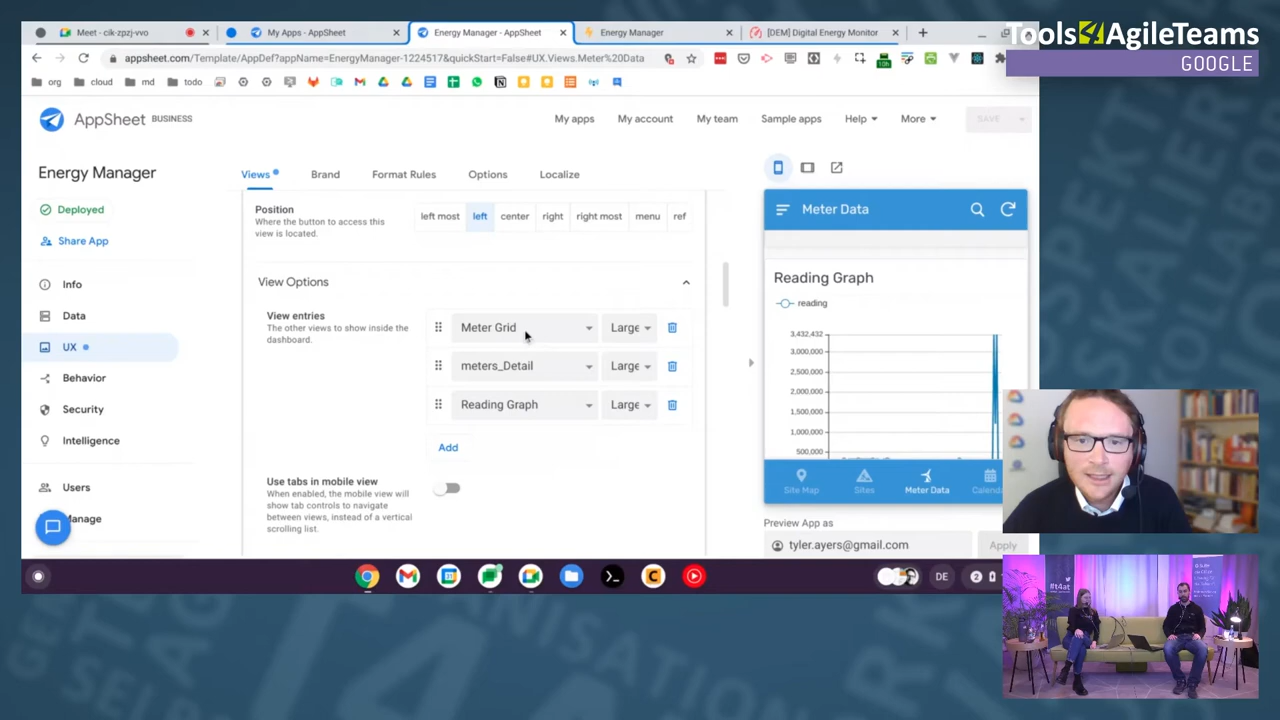 Meet - cik-zpzj-vvo
My Apps - AppSheet
Energy Manager - AppSheet
Energy Manager
[DEM] Digital Energy Monitor
Tools4AgileTeams
GOOGLE
appsheet.com/Template/AppDef?appName=EnergyManager-1224517&quickStart=False#UX.Views.Meter%20Data
org
cloud
md
todo
AppSheet BUSINESS
My apps
My account
My team
Sample apps
Help
More
SAVE
Energy Manager
Views
Brand
Format Rules
Options
Localize
Deployed
Share App
Info
Data
UX
Behavior
Security
Intelligence
Users
Manage
Position
Where the button to access this
view is located.
left most
left
center
right
right most
menu
ref
View Options
View entries
The other views to show inside the
dashboard.
Meter Grid
Large
meters_Detail
Large
Reading Graph
Large
Add
Use tabs in mobile view
When enabled, the mobile view will
show tab controls to navigate
between views, instead of a vertical
scrolling list.
Meter Data
Reading Graph
reading
3,432,432
3,000,000
2,500,000
2,000,000
1,500,000
1,000,000
500,000
Site Map
Sites
Meter Data
Preview App as
tyler.ayers@gmail.com
Apply
DE
2
#t4at